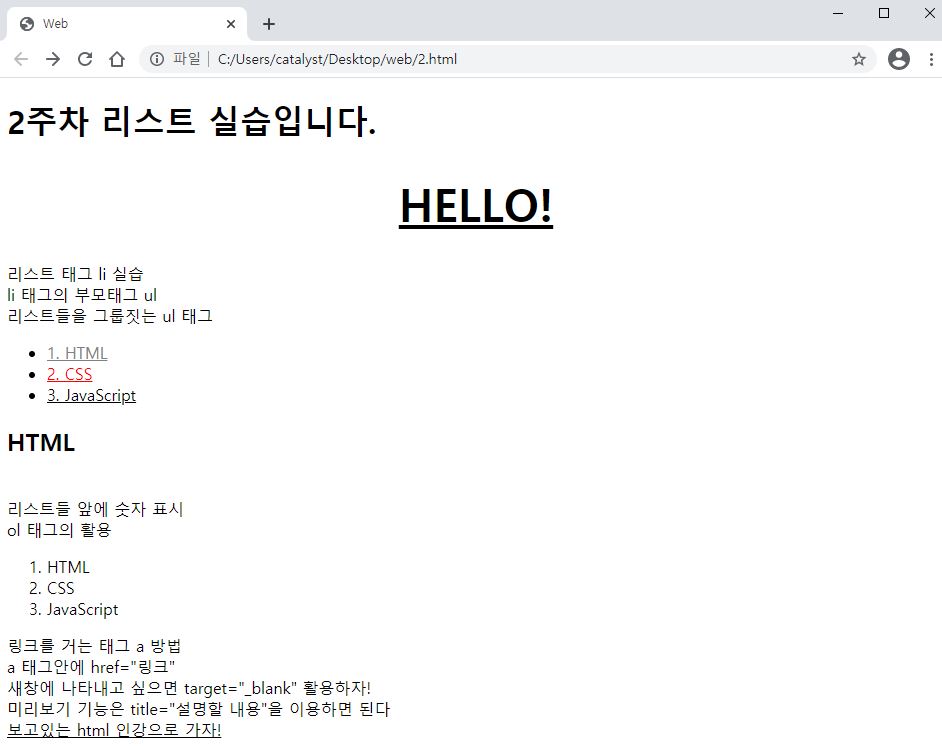 Web
파일 C:/Users/catalyst/Desktop/web/2.html
2주차 리스트 실습입니다.
HELLO!
리스트 태그 li 실습
li 태그의 부모태그 ul
리스트들을 그룹짓는 ul 태그
• 1. HTML
• 2. CSS
• 3. JavaScript
HTML
리스트들 앞에 숫자 표시
ol 태그의 활용
1. HTML
2. CSS
3. JavaScript
링크를 거는 태그 a 방법
a 태그안에 href="링크"
새창에 나타내고 싶으면 target="_blank" 활용하자!
미리보기 기능은 title="설명할 내용"을 이용하면 된다
보고있는 html 인강으로 가자!